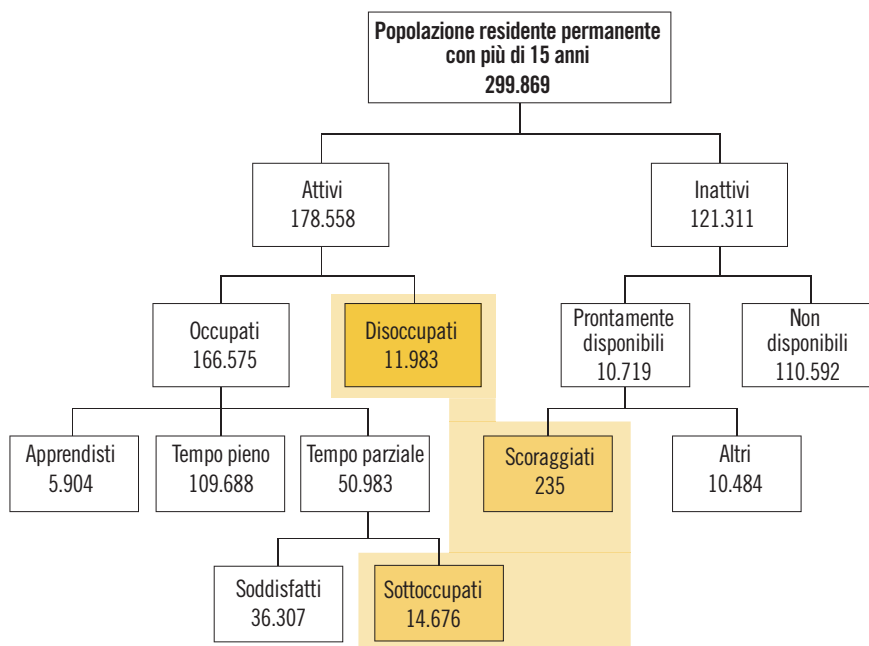 Popolazione residente permanente
con più di 15 anni
299.869
Attivi
178.558
Inattivi
121.311
Occupati
166.575
Disoccupati
11.983
Prontamente
disponibili
10.719
Non
disponibili
110.592
Apprendisti
5.904
Tempo pieno
109.688
Tempo parziale
50.983
Scoraggiati
235
Altri
10.484
Soddisfatti
36.307
Sottoccupati
14.676